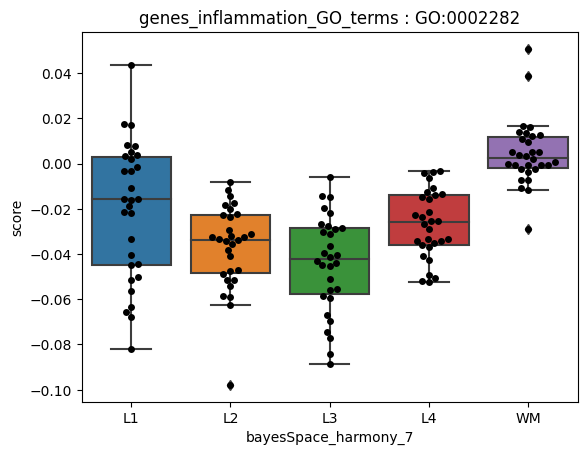 genes_inflammation_GO_terms : GO:0002282
score
0.04
0.02
0.00
−0.02
−0.04
−0.06
−0.08
−0.10
L1 L2 L3 L4 WM
bayesSpace_harmony_7